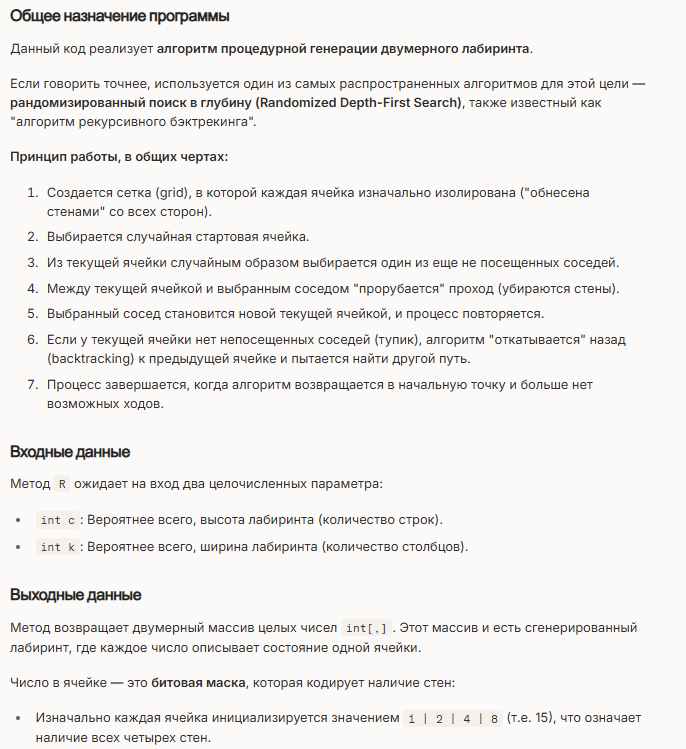 Общее назначение программы
Данный код реализует алгоритм процедурной генерации двумерного лабиринта.
Если говорить точнее, используется один из самых распространенных алгоритмов для этой цели —
рандомизированный поиск в глубину (Randomized Depth-First Search), также известный как
"алгоритм рекурсивного бэктрекинга".
Принцип работы, в общих чертах:
1. Создается сетка (grid), в которой каждая ячейка изначально изолирована ("обнесена
стенами" со всех сторон).
2. Выбирается случайная стартовая ячейка.
3. Из текущей ячейки случайным образом выбирается один из еще не посещенных соседей.
4. Между текущей ячейкой и выбранным соседом "прорубается" проход (убираются стены).
5. Выбранный сосед становится новой текущей ячейкой, и процесс повторяется.
6. Если у текущей ячейки нет непосещенных соседей (тупик), алгоритм "откатывается" назад
(backtracking) к предыдущей ячейке и пытается найти другой путь.
7. Процесс завершается, когда алгоритм возвращается в начальную точку и больше нет
возможных ходов.
Входные данные
Метод R ожидает на вход два целочисленных параметра:
• int c: Вероятнее всего, высота лабиринта (количество строк).
• int k: Вероятнее всего, ширина лабиринта (количество столбцов).
Выходные данные
Метод возвращает двумерный массив целых чисел int[,]. Этот массив и есть сгенерированный
лабиринт, где каждое число описывает состояние одной ячейки.
Число в ячейке — это битовая маска, которая кодирует наличие стен:
• Изначально каждая ячейка инициализируется значением 1 | 2 | 4 | 8 (т.е. 15), что означает
наличие всех четырех стен.